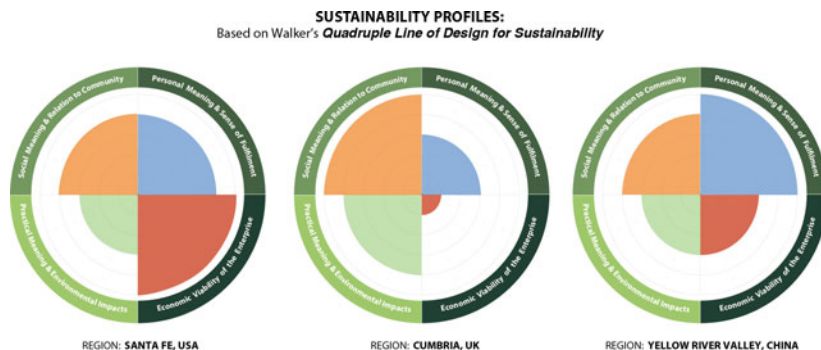 SUSTAINABILITY PROFILES:
Based on Walker's Quadruple Line of Design for Sustainability
Social Meaning & Relation to Community
Personal Meaning & Sense of Fulfilment
Practical Meaning & Environmental Impacts
Economic Viability of the Enterprise
Social Meaning & Relation to Community
Personal Meaning & Sense of Fulfilment
Practical Meaning & Environmental Impacts
Economic Viability of the Enterprise
Social Meaning & Relation to Community
Personal Meaning & Sense of Fulfilment
Practical Meaning & Environmental Impacts
Economic Viability of the Enterprise
REGION: SANTA FE, USA
REGION: CUMBRIA, UK
REGION: YELLOW RIVER VALLEY, CHINA